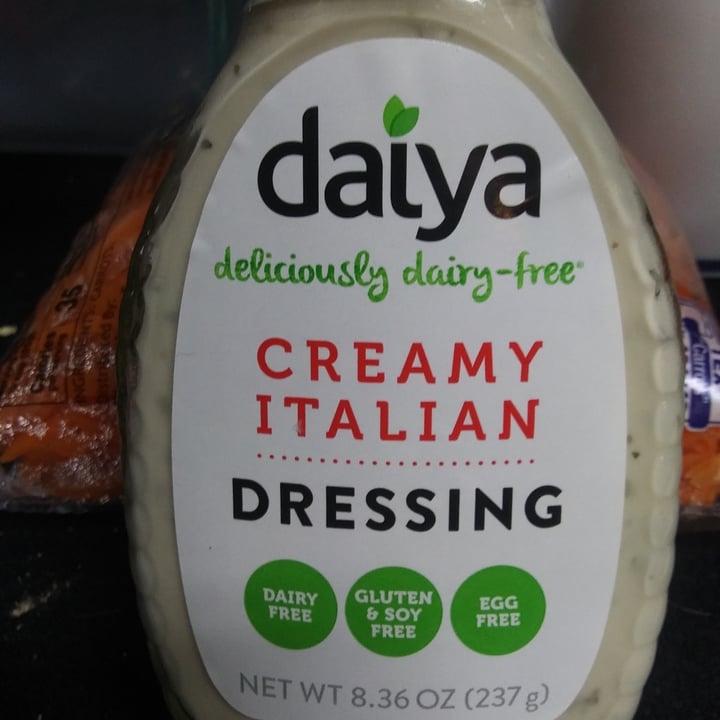 daiya
deliciously dairy-free
CREAMY
ITALIAN
DRESSING
DAIRY
FREE
GLUTEN
& SOY
FREE
EGG
FREE
NET WT 8.36 OZ (237g)
35